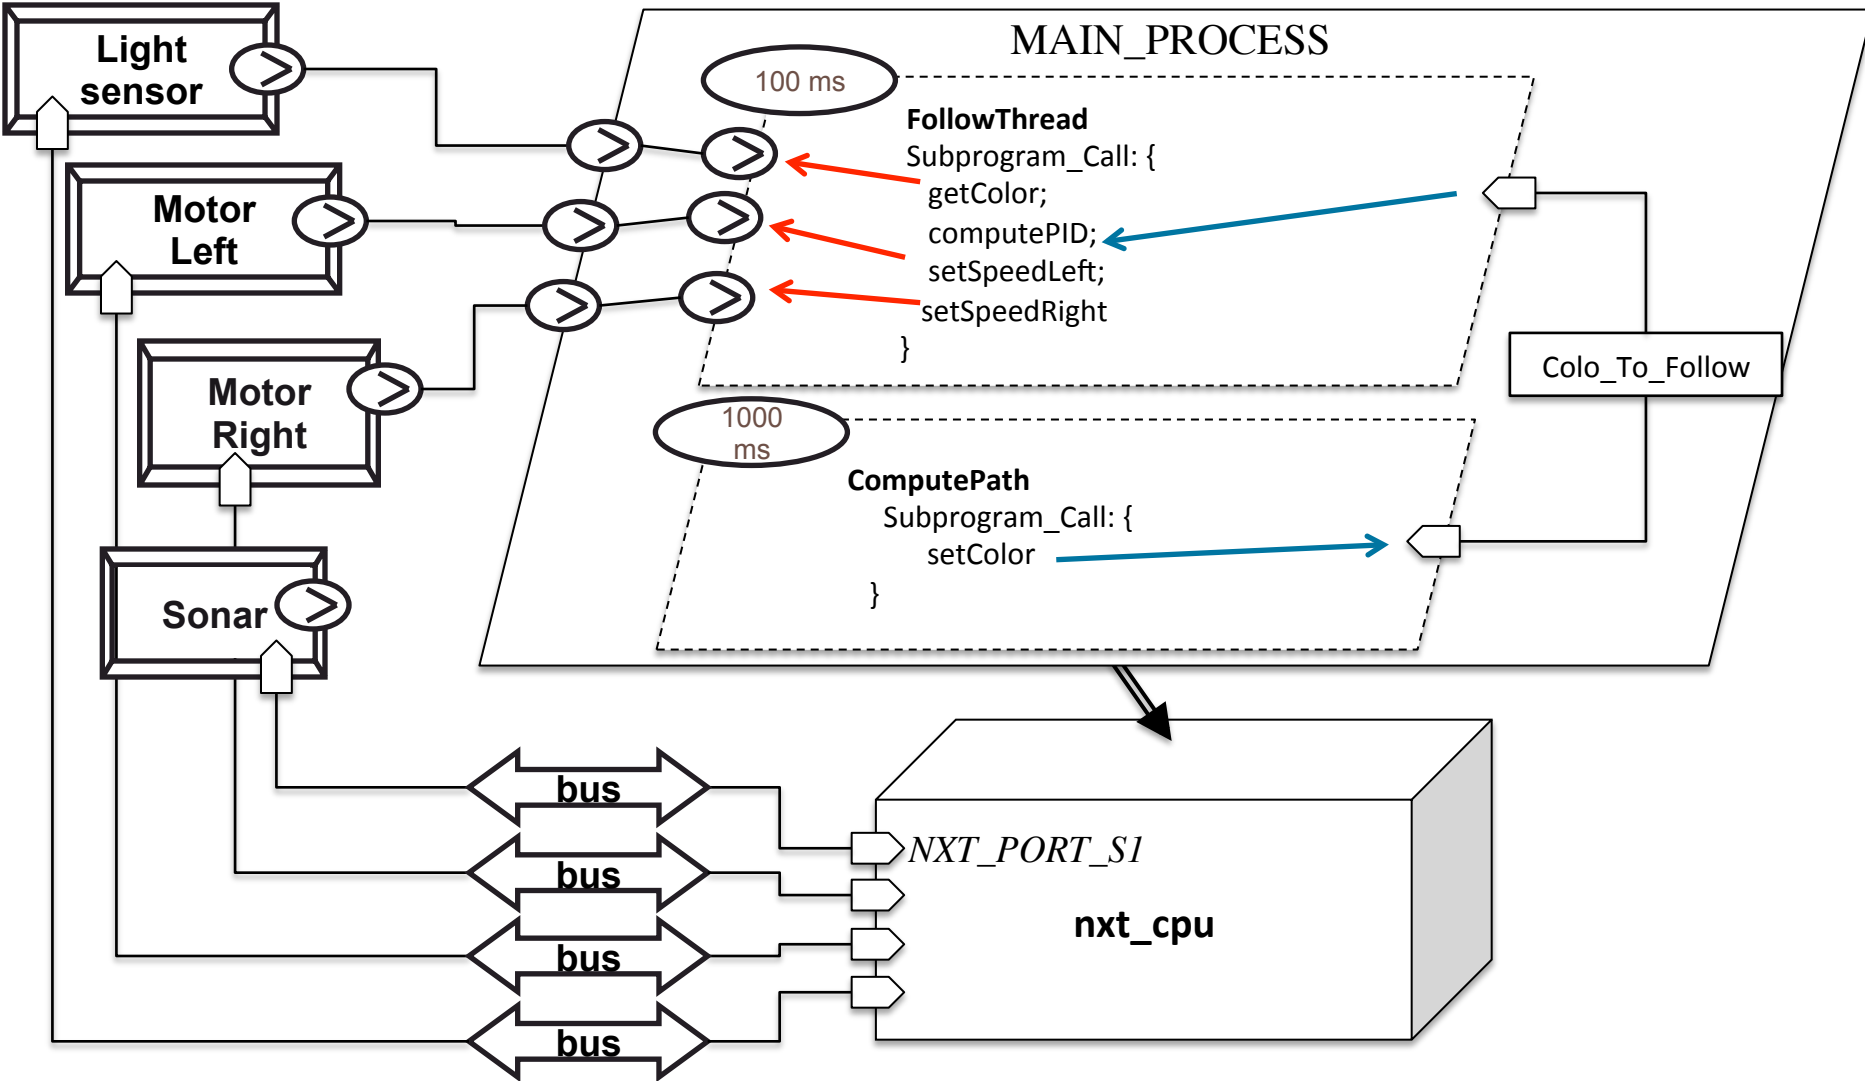 Light
sensor
Motor
Left
Motor
Right
Sonar
MAIN_PROCESS
100 ms
FollowThread
Subprogram_Call: {
getColor;
computePID;
setSpeedLeft;
setSpeedRight
}
Colo_To_Follow
1000
ms
ComputePath
Subprogram_Call: {
setColor
}
bus
bus
bus
bus
NXT_PORT_S1
nxt_cpu